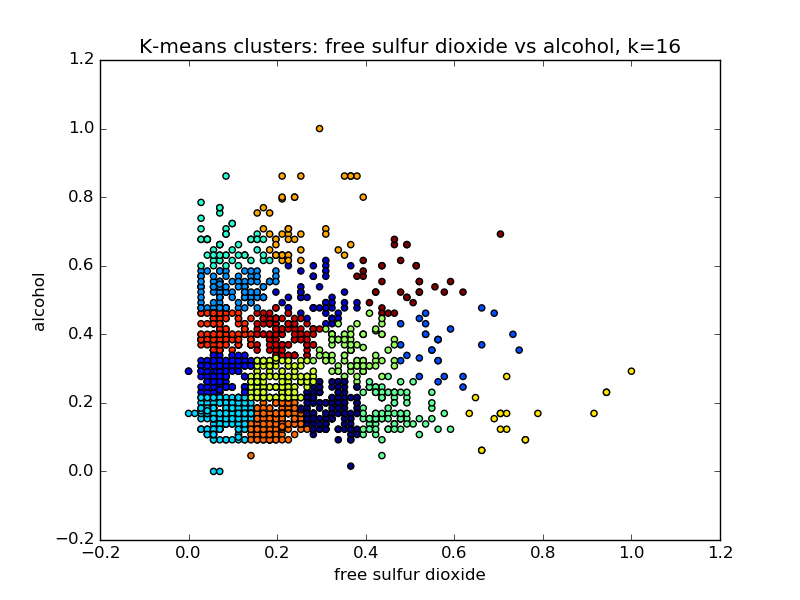 K-means clusters: free sulfur dioxide vs alcohol, k=16
1.2
1.0
0.8
0.6
0.4
0.2
0.0
−0.2
alcohol
−0.2 0.0 0.2 0.4 0.6 0.8 1.0 1.2
free sulfur dioxide